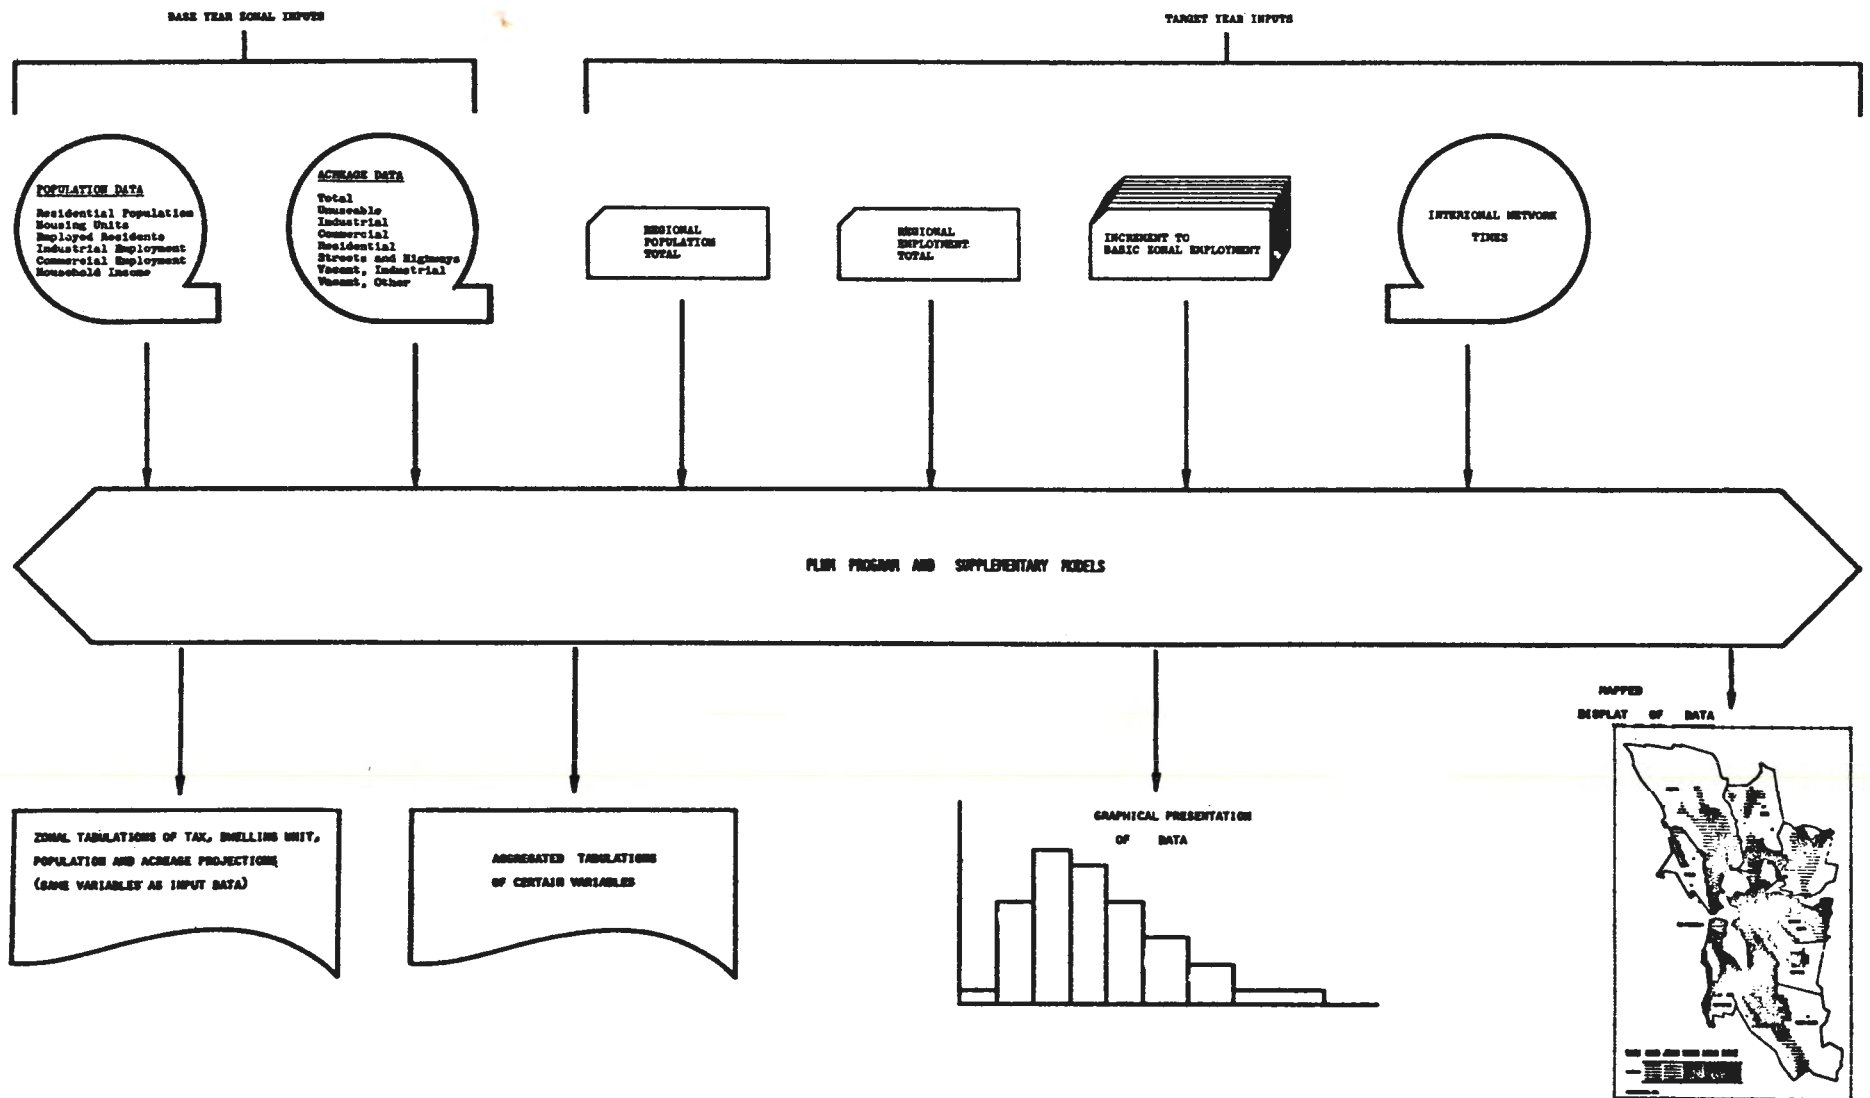 BASE YEAR ZONAL INPUTS
TARGET YEAR INPUTS
POPULATION DATA
Residential Population
Housing Units
Employed Residents
Industrial Employment
Commercial Employment
Household Income
ACREAGE DATA
Total
Unuseable
Industrial
Commercial
Residential
Streets and Highways
Vacant, Industrial
Vacant, Other
REGIONAL
POPULATION
TOTAL
REGIONAL
EMPLOYMENT
TOTAL
INCREMENT TO
BASIC ZONAL EMPLOYMENT
INTERIONAL NETWORK
TIMES
PLUM PROGRAM AND SUPPLEMENTARY MODELS
ZONAL TABULATIONS OF TAX, DWELLING UNIT,
POPULATION AND ACREAGE PROJECTIONS
(SAME VARIABLES AS INPUT DATA)
AGGREGATED TABULATIONS
OF CERTAIN VARIABLES
GRAPHICAL PRESENTATION
OF DATA
MAPPED
DISPLAY OF DATA